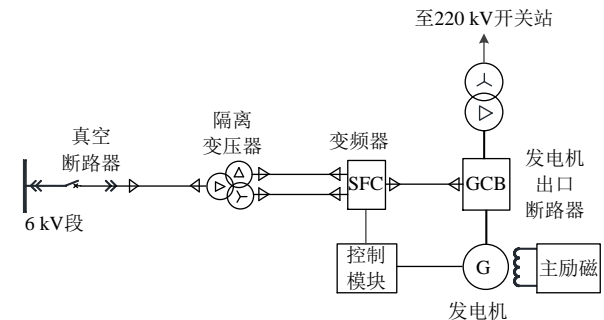 至220 kV开关站
隔离
变压器
真空
断路器
变频器
发电机
出口
断路器
SFC
GCB
6 kV段
控制
模块
G
主励磁
发电机